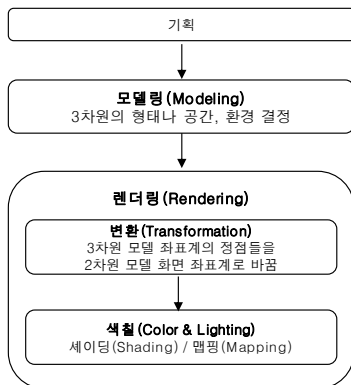 기획
모델링(Modeling)
3차원의 형태나 공간, 환경 결정
렌더링(Rendering)
변환(Transformation)
3차원 모델 좌표계의 정점들을
2차원 모델 화면 좌표계로 바꿈
색칠(Color & Lighting)
셰이딩(Shading) / 맵핑(Mapping)